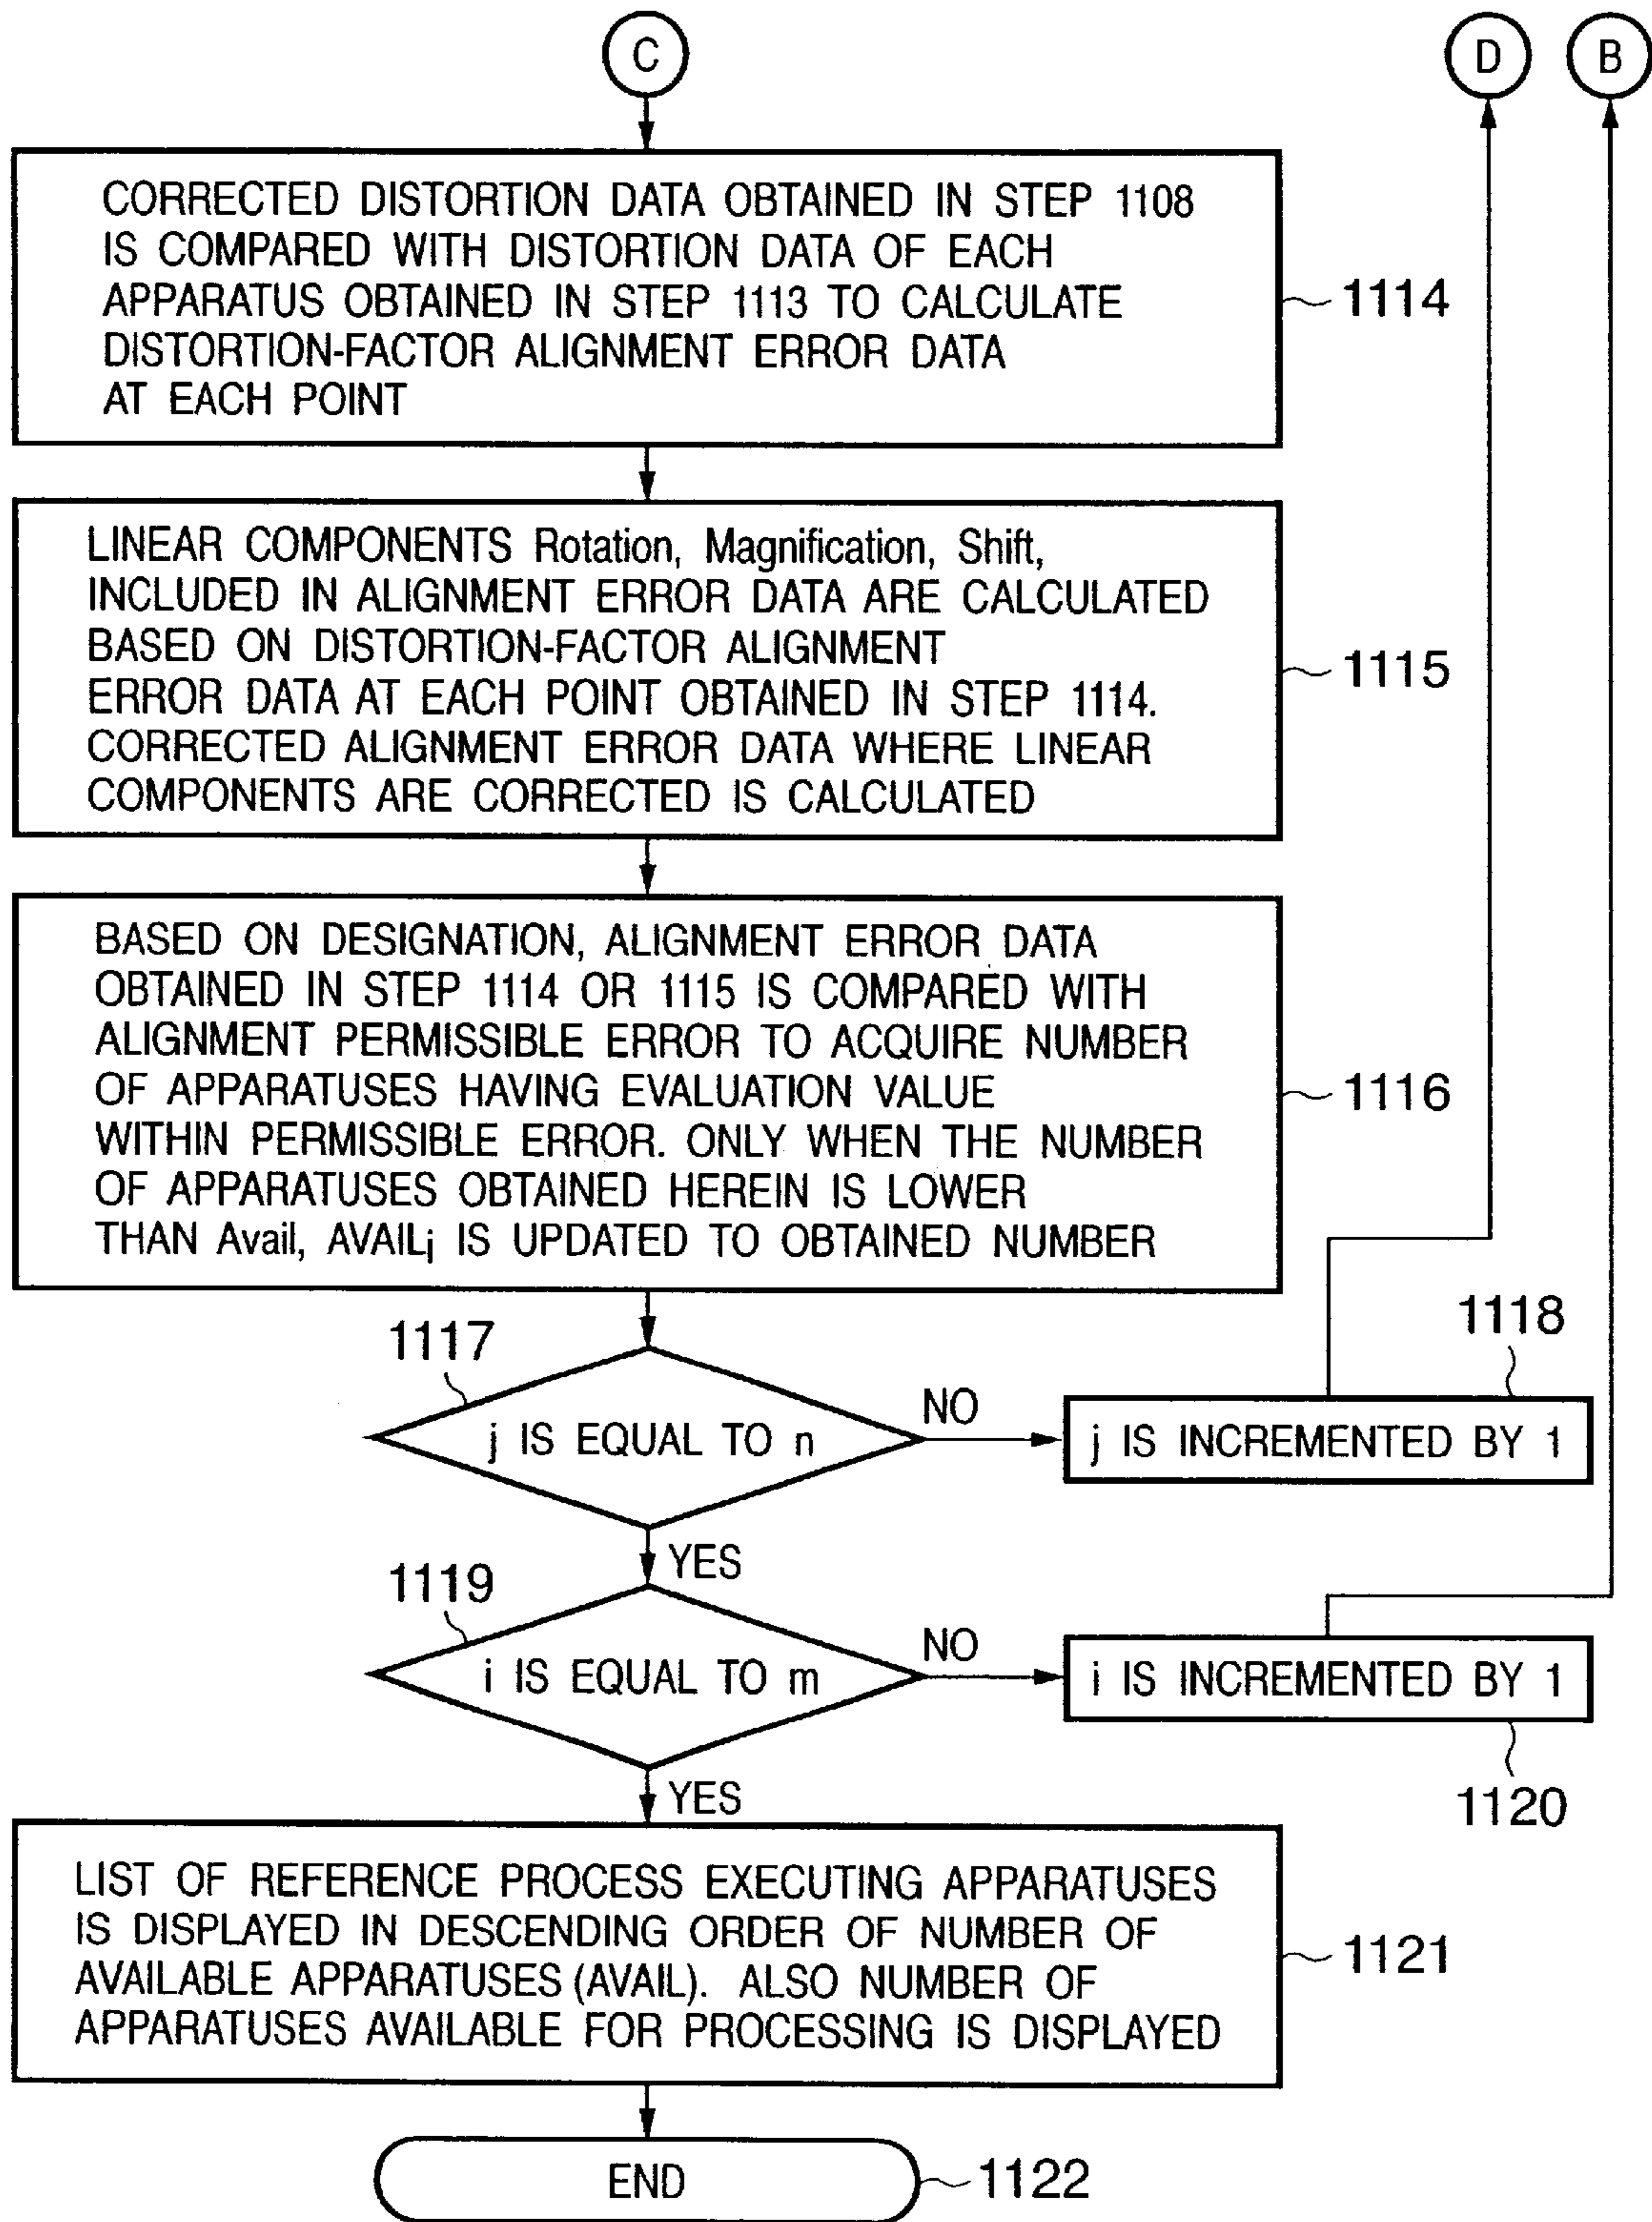 C
D
B
CORRECTED DISTORTION DATA OBTAINED IN STEP 1108
IS COMPARED WITH DISTORTION DATA OF EACH
APPARATUS OBTAINED IN STEP 1113 TO CALCULATE
DISTORTION-FACTOR ALIGNMENT ERROR DATA
AT EACH POINT
1114
LINEAR COMPONENTS Rotation, Magnification, Shift,
INCLUDED IN ALIGNMENT ERROR DATA ARE CALCULATED
BASED ON DISTORTION-FACTOR ALIGNMENT
ERROR DATA AT EACH POINT OBTAINED IN STEP 1114.
CORRECTED ALIGNMENT ERROR DATA WHERE LINEAR
COMPONENTS ARE CORRECTED IS CALCULATED
1115
BASED ON DESIGNATION, ALIGNMENT ERROR DATA
OBTAINED IN STEP 1114 OR 1115 IS COMPARED WITH
ALIGNMENT PERMISSIBLE ERROR TO ACQUIRE NUMBER
OF APPARATUSES HAVING EVALUATION VALUE
WITHIN PERMISSIBLE ERROR. ONLY WHEN THE NUMBER
OF APPARATUSES OBTAINED HEREIN IS LOWER
THAN Avail, AVAILj IS UPDATED TO OBTAINED NUMBER
1116
1117
j IS EQUAL TO n
NO
1118
j IS INCREMENTED BY 1
YES
1119
i IS EQUAL TO m
NO
i IS INCREMENTED BY 1
1120
YES
LIST OF REFERENCE PROCESS EXECUTING APPARATUSES
IS DISPLAYED IN DESCENDING ORDER OF NUMBER OF
AVAILABLE APPARATUSES (AVAIL). ALSO NUMBER OF
APPARATUSES AVAILABLE FOR PROCESSING IS DISPLAYED
1121
END
1122